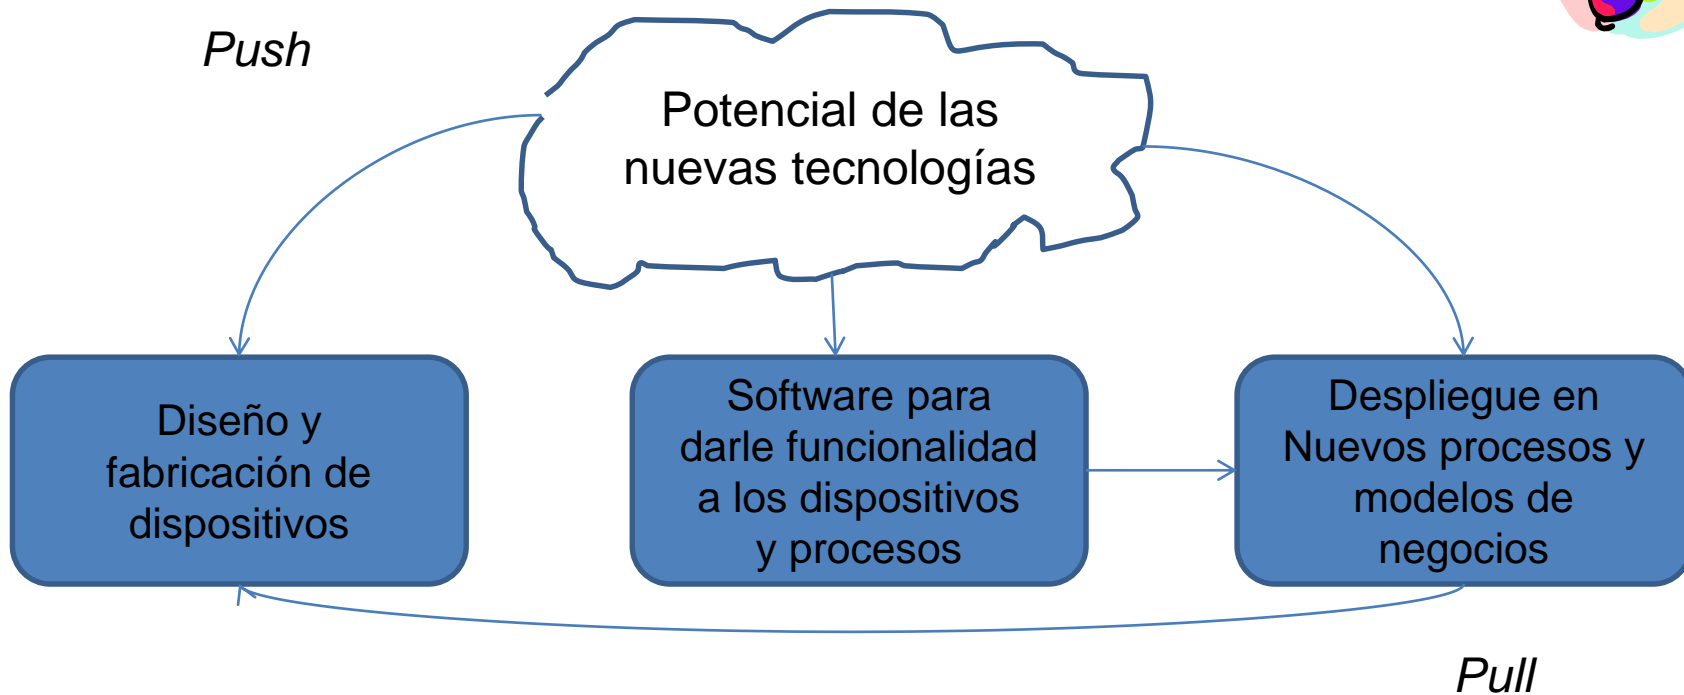 Push
Potencial de las
nuevas tecnologías
Diseño y
fabricación de
dispositivos
Software para
darle funcionalidad
a los dispositivos
y procesos
Despliegue en
Nuevos procesos y
modelos de
negocios
Pull